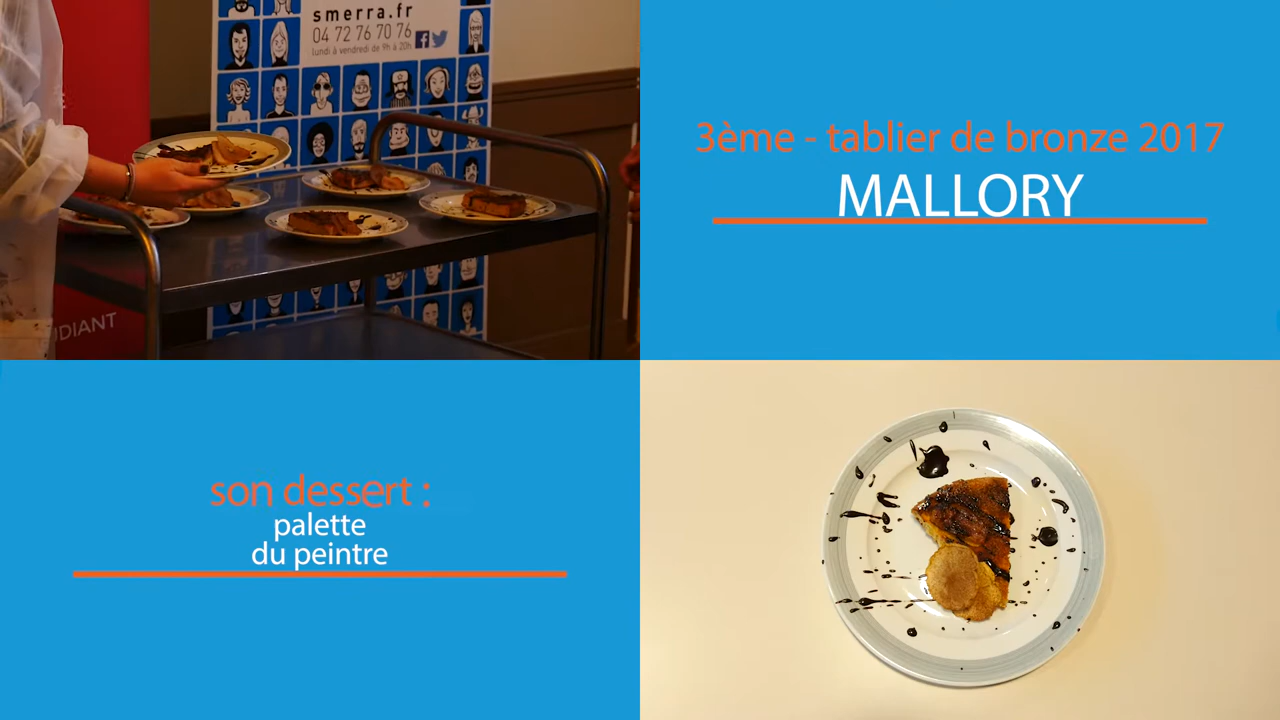 smerra.fr
04 72 76 70 76
lundi à vendredi de 9h à 20h
3ème - tablier de bronze 2017
MALLORY
IDIANT
son dessert :
palette
du peintre